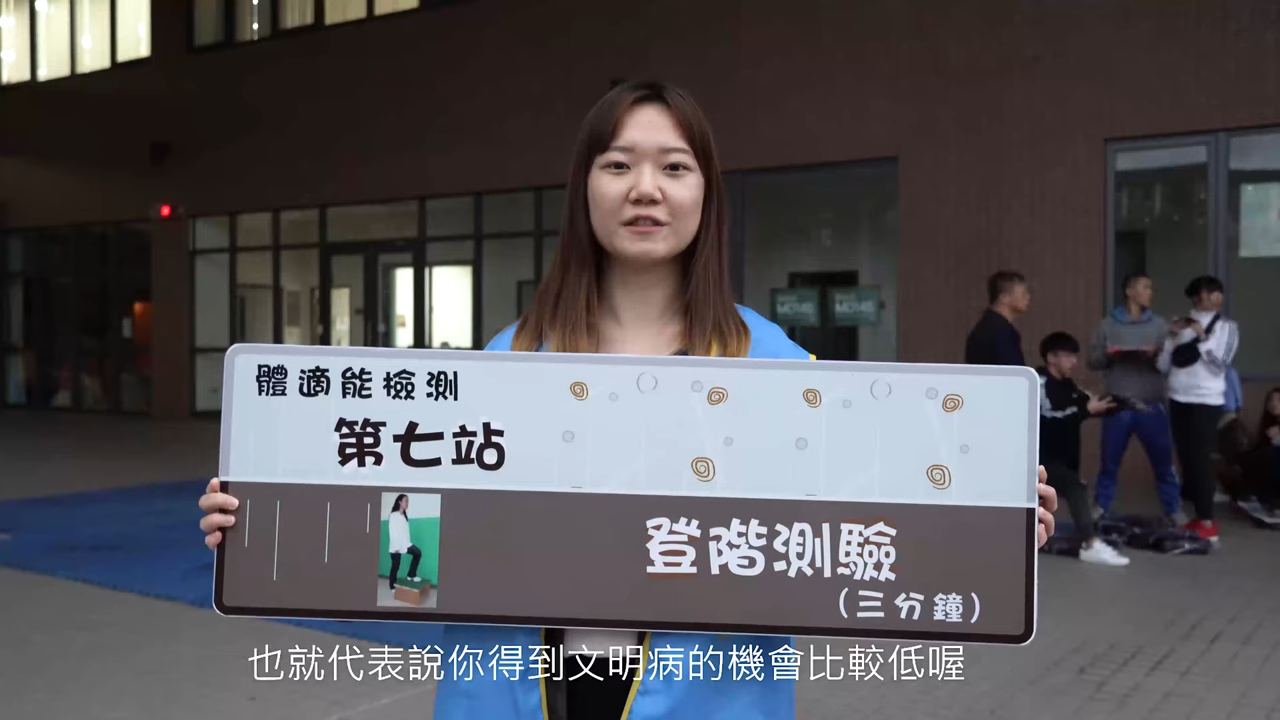 體適能檢測
第七站
登階測驗
(三分鐘)
也就代表說你得到文明病的機會比較低喔